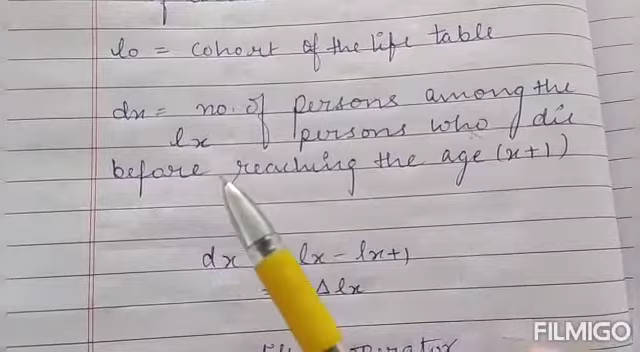 lo = cohort of the life table
dx = no. of persons among the
lx persons who die
before reaching the age (x+1)
dx lx - lx+1
Δ lx
FILMIGO